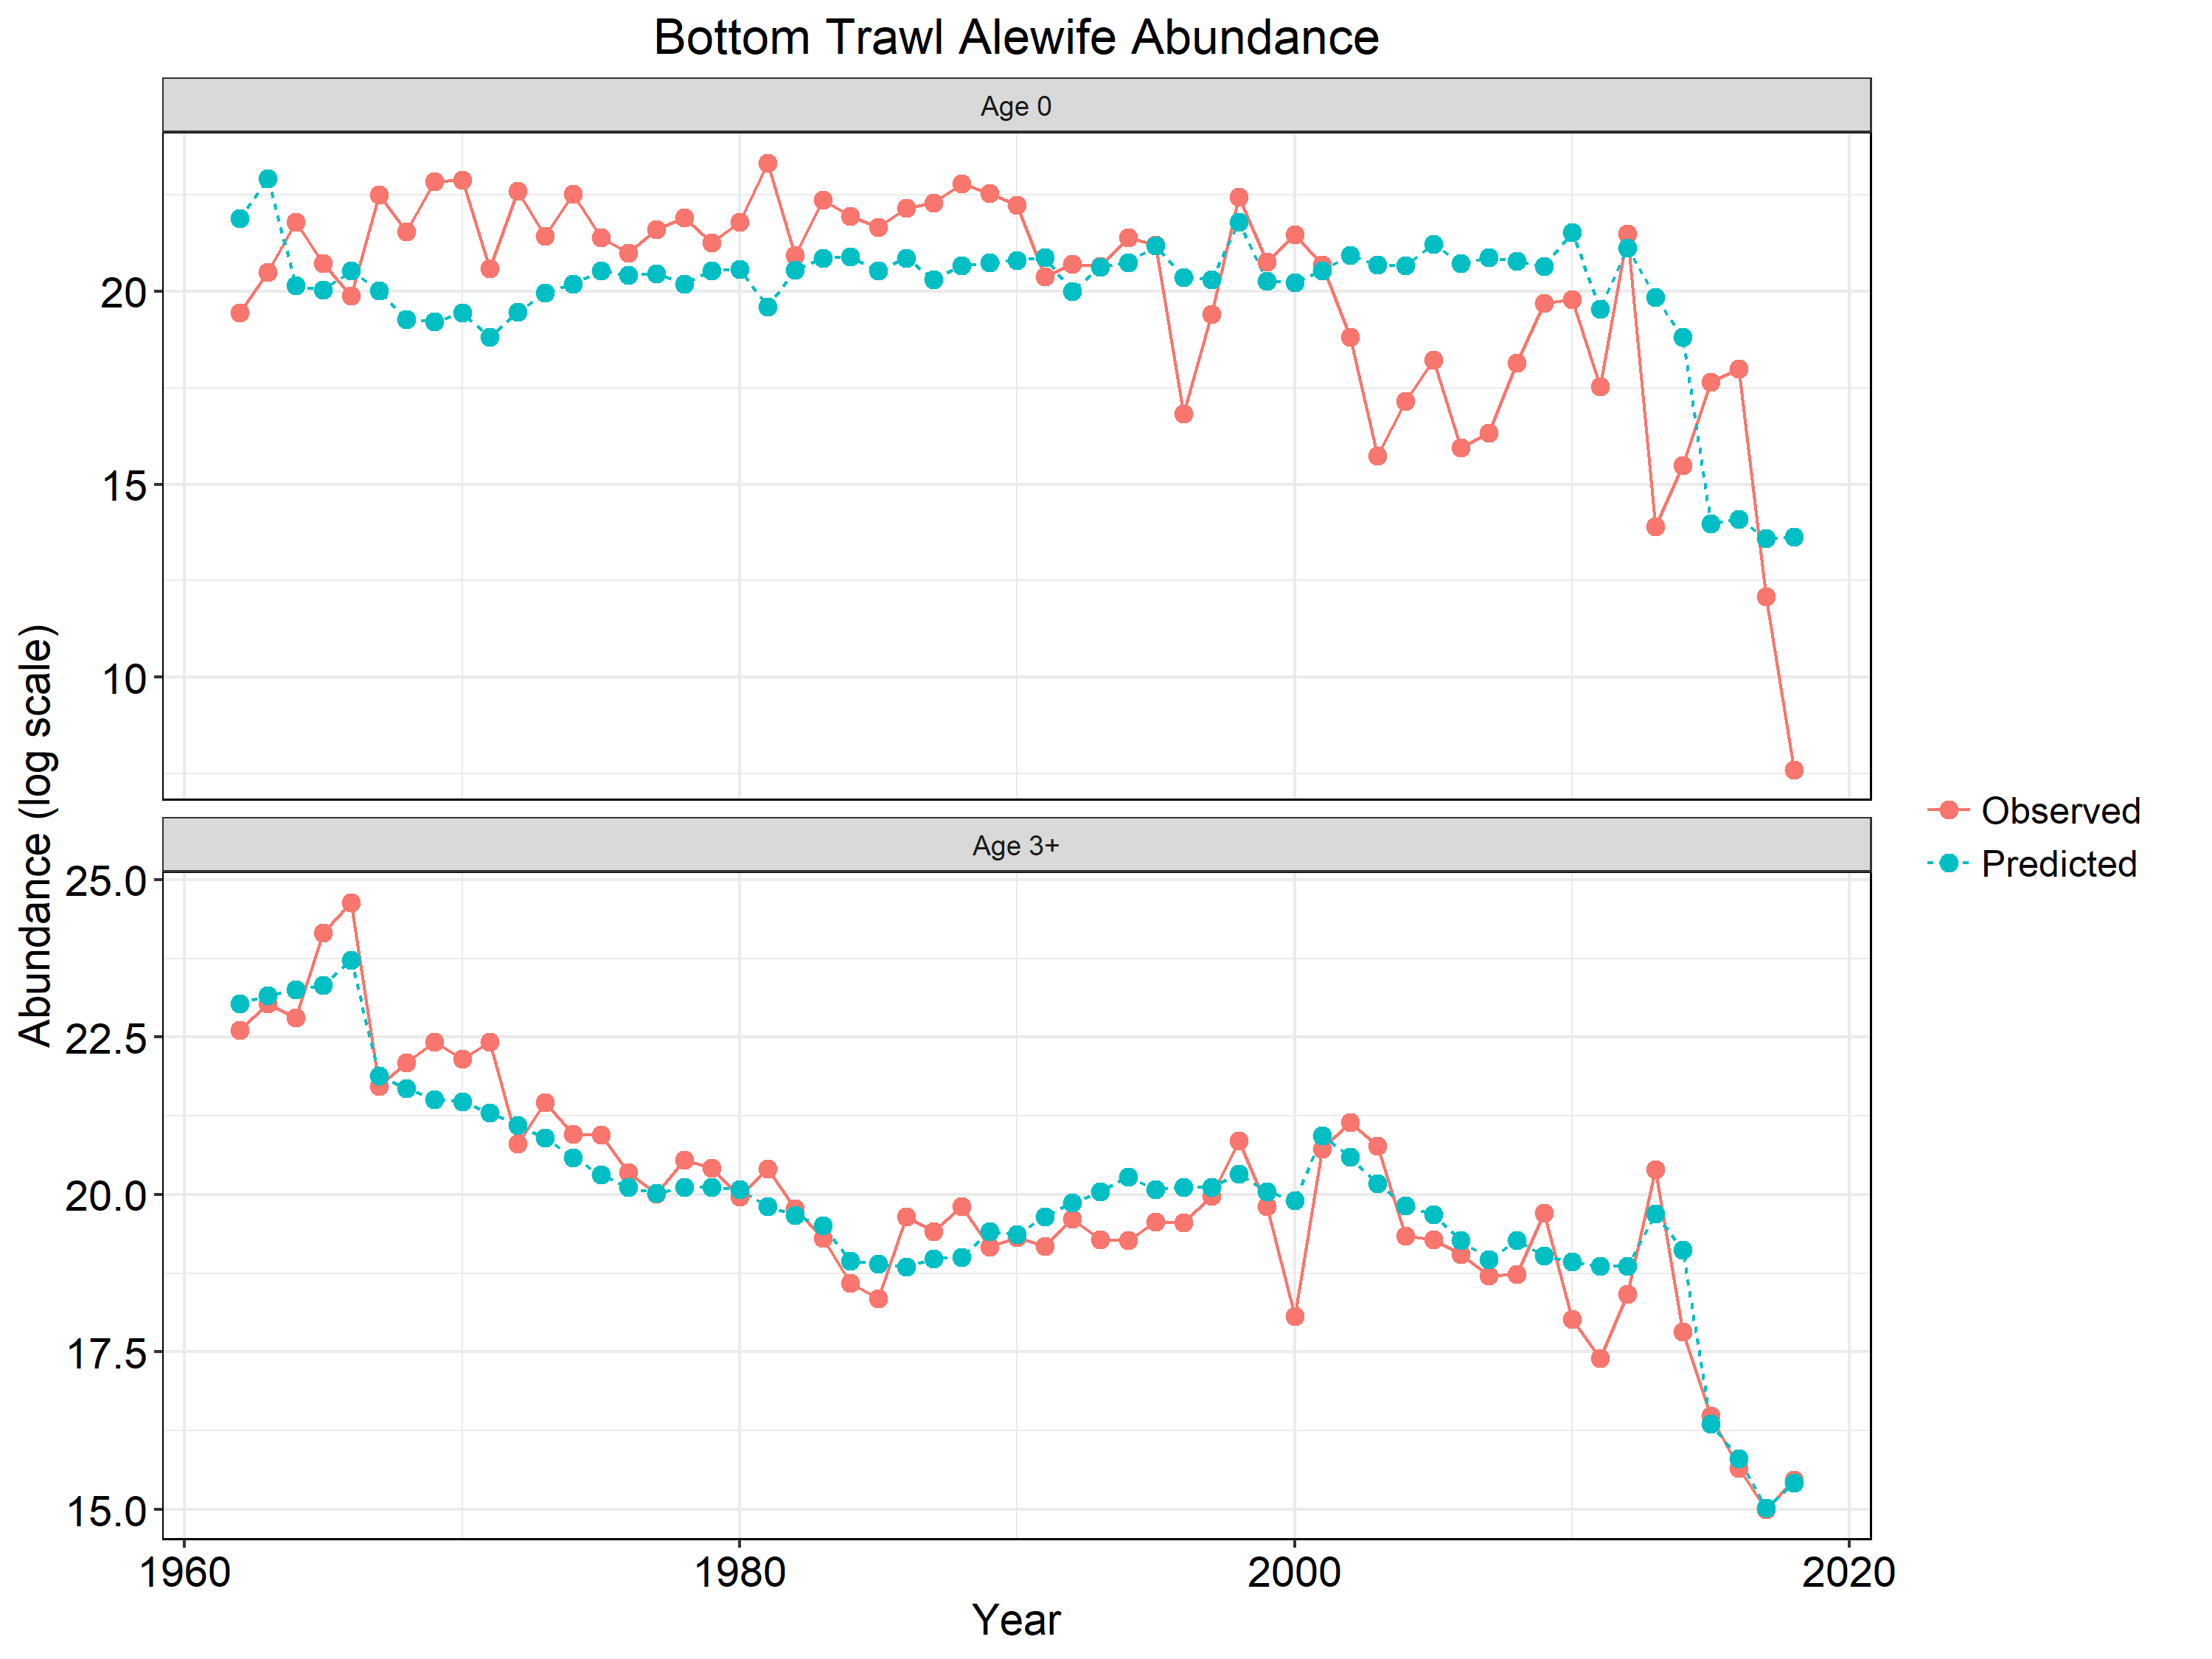 Bottom Trawl Alewife Abundance
Age 0
20
15
10
Abundance (log scale)
Observed
Predicted
Age 3+
25.0
22.5
20.0
17.5
15.0
1960 1980 2000 2020
Year